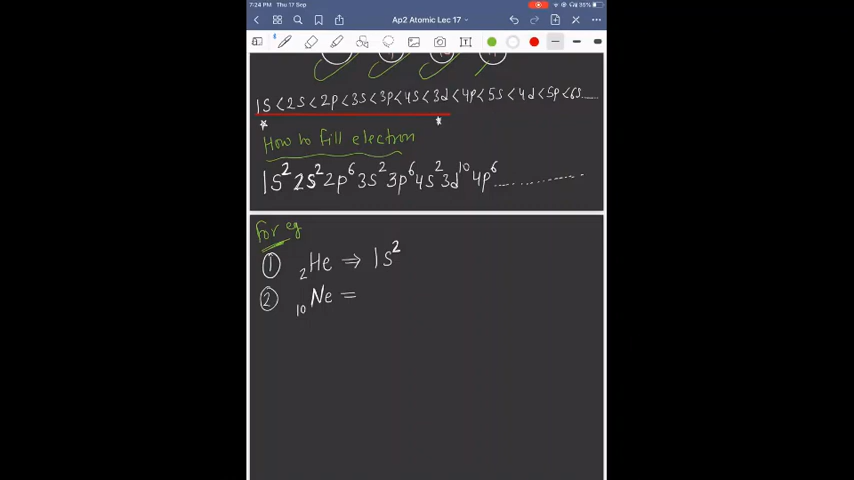 7:24 PM Thu 17 Sep
95%
Ap2 Atomic Lec 17
1s < 2s < 2p < 3s < 3p < 4s < 3d < 4p < 5s < 4d < 5p < 6s......
How to fill electron
1s² 2s² 2p⁶ 3s² 3p⁶ 4s² 3d¹⁰ 4p⁶..............
For eg
① ₂He ⇒ 1s²
② ₁₀Ne =